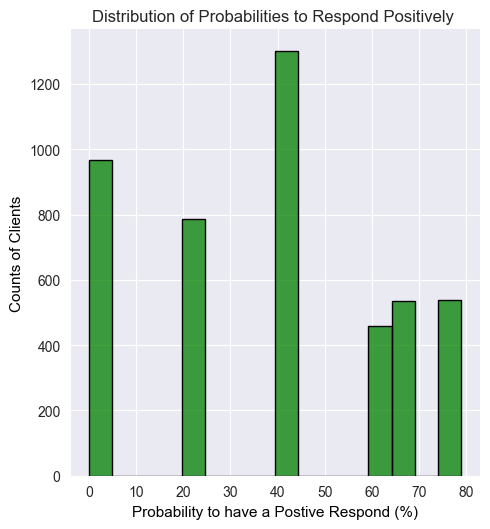 Distribution of Probabilities to Respond Positively
1200
1000
800
600
400
200
0
Counts of Clients
0 10 20 30 40 50 60 70 80
Probability to have a Postive Respond (%)